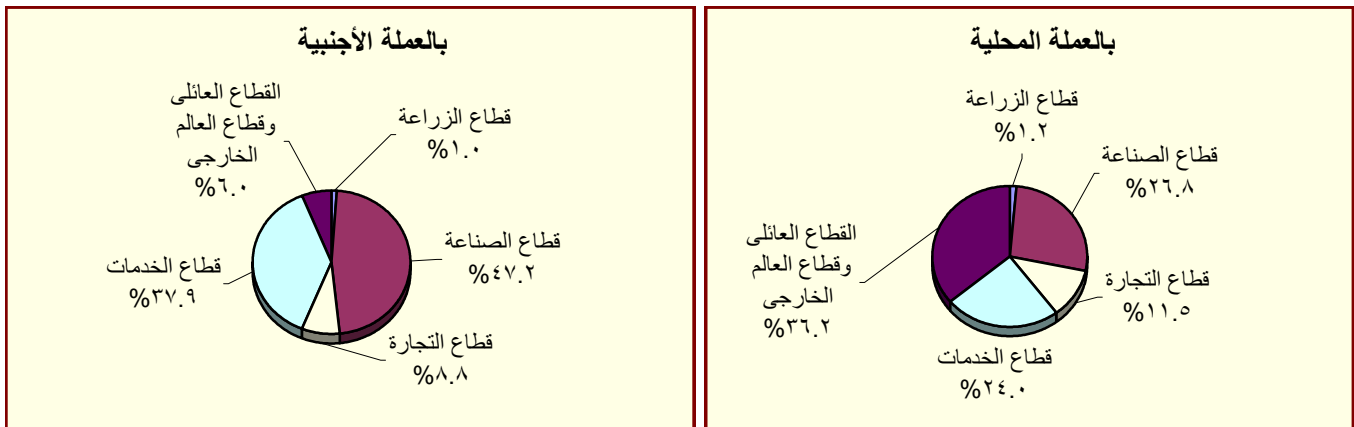 بالعملة المحلية
قطاع الزراعة
%١.٢
قطاع الصناعة
%٢٦.٨
قطاع التجارة
%١١.٥
قطاع الخدمات
%٢٤.٠
القطاع العائلى
وقطاع العالم
الخارجى
%٣٦.٢
بالعملة الأجنبية
قطاع الزراعة
%١.٠
قطاع الصناعة
%٤٧.٢
قطاع التجارة
%٨.٨
قطاع الخدمات
%٣٧.٩
القطاع العائلى
وقطاع العالم
الخارجى
%٦.٠